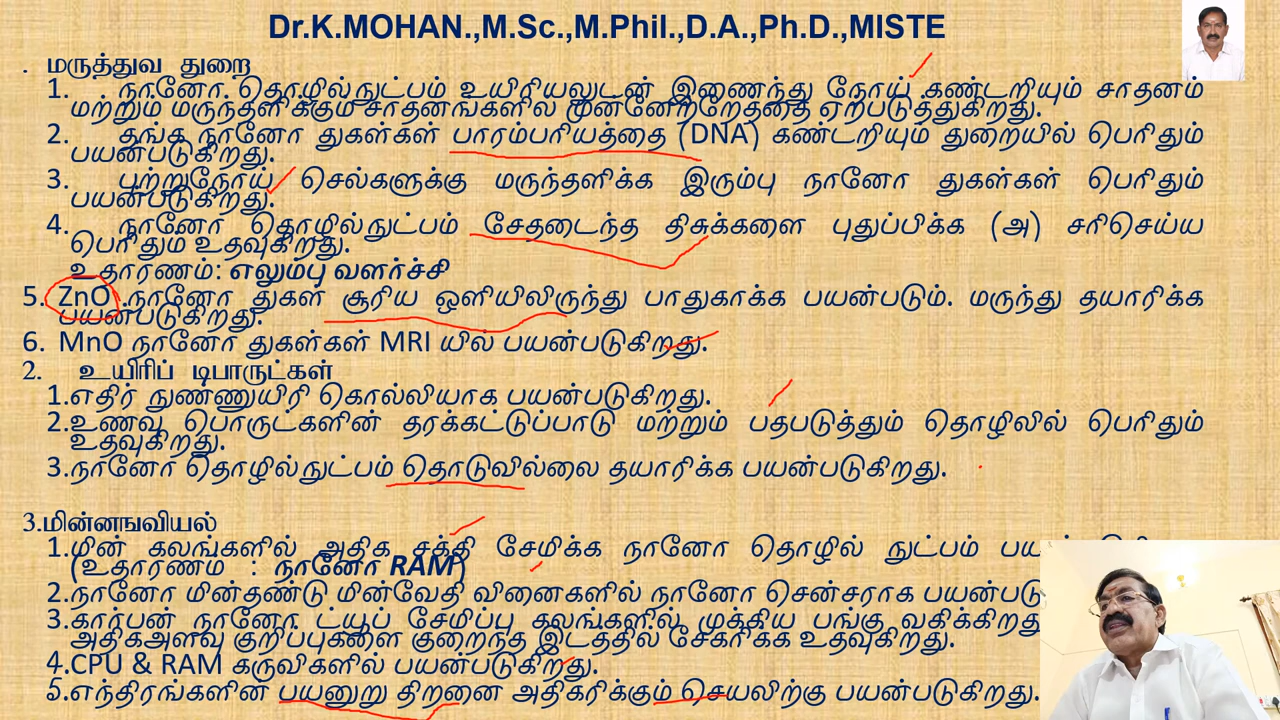 Dr.K.MOHAN.,M.Sc.,M.Phil.,D.A.,Ph.D.,MISTE
. மருத்துவ துறை
1. . நானோ தொழில்நுட்பம் உயிரியலுடன் இணைந்து நோய் கண்டறியும் சாதனம்
மற்றும் மருந்தளிக்கும் சாதனங்களில் முன்னேற்றேத்தை ஏற்படுத்துகிறது.
2. தங்க நானோ துகள்கள் பாரம்பரியத்தை (DNA) கண்டறியும் துறையில் பெரிதும்
பயன்படுகிறது.
3. புற்றுநோய் செல்களுக்கு மருந்தளிக்க இரும்பு நானோ துகள்கள் பெரிதும்
பயன்படுகிறது.
4. நானோ தொழில்நுட்பம் சேதடைந்த திசுக்களை புதுப்பிக்க (அ) சரிசெய்ய
பெரிதும் உதவுகிறது.
உதாரணம்: எலும்பு வளர்ச்சி
5. ZnO நானோ துகள் சூரிய ஒளியிலிருந்து பாதுகாக்க பயன்படும். மருந்து தயாரிக்க
பயன்படுகிறது.
6. MnO நானோ துகள்கள் MRI யில் பயன்படுகிறது.
2. உயிரிப் டிபாருட்கள்
1.எதிர் நுண்ணுயிரி கொல்லியாக பயன்படுகிறது.
2.உணவு பொருட்களின் தரக்கட்டுப்பாடு மற்றும் பதபடுத்தும் தொழிலில் பெரிதும்
உதவுகிறது.
3.நானோ தொழில்நுட்பம் தொடுவில்லை தயாரிக்க பயன்படுகிறது.
3.மின்னஙவியல்
1.மின் கலங்களில் அதிக சக்தி சேமிக்க நானோ தொழில் நுட்பம்
(உதாரணம் : நானோ RAM)
2.நானோ மின்தண்டு மின்வேதி வினைகளில் நானோ சென்சராக பயன்படு
3.கார்பன் நானோ ட்யூப் சேமிப்பு கலங்களில் முக்கிய பங்கு வகிக்கிறது
அதிகஅளவு குறிப்புகளை குறைந்த இடத்தில் சேகரிக்க உதவுகிறது.
4.CPU & RAM கருவிகளில் பயன்படுகிறது.
5.எந்திரங்களின் பயனுறு திறனை அதிகரிக்கும் செயலிற்கு பயன்படுகிறது.